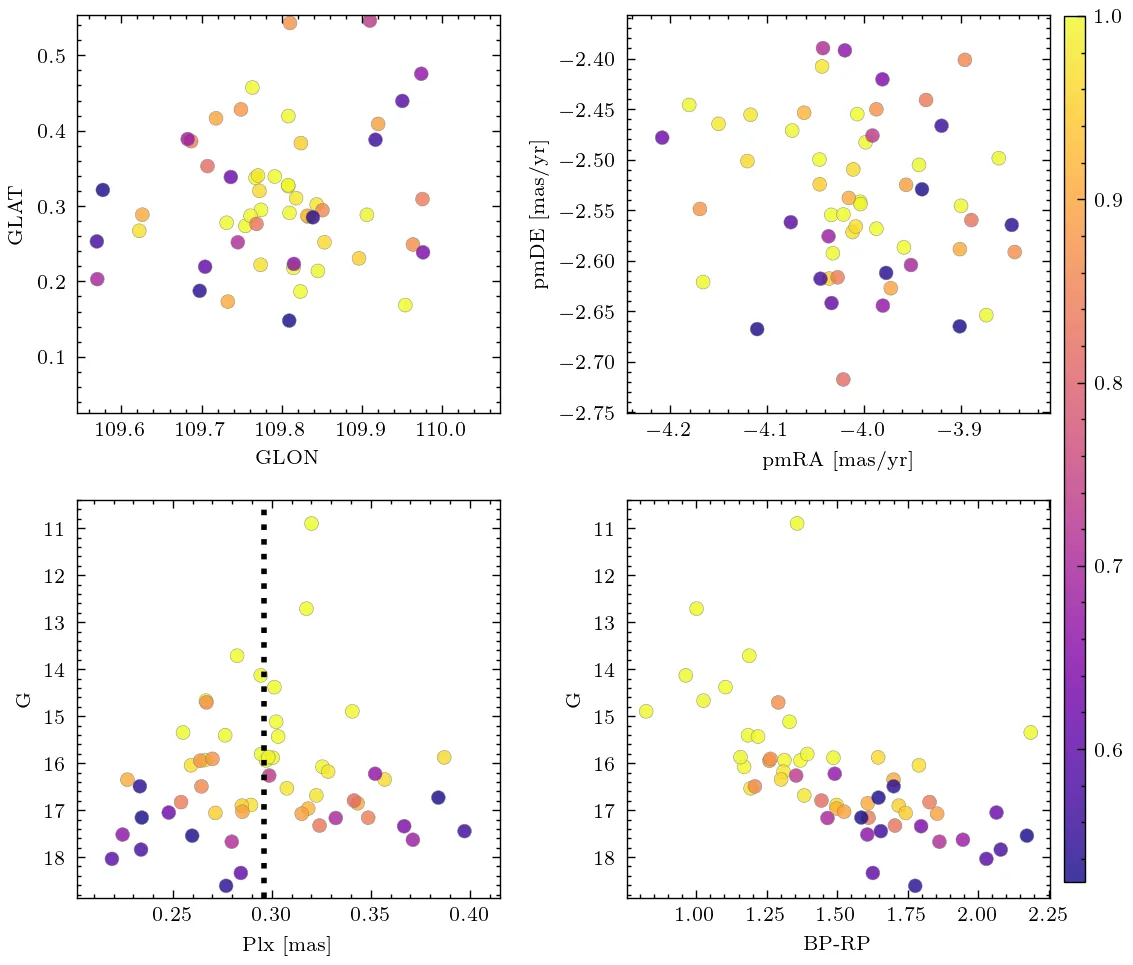 0.5
0.4
0.3
0.2
0.1
GLAT
109.6 109.7 109.8 109.9 110.0
GLON
−2.40
−2.45
−2.50
−2.55
−2.60
−2.65
−2.70
−2.75
pmDE [mas/yr]
−4.2 −4.1 −4.0 −3.9
pmRA [mas/yr]
1.0
0.9
0.8
0.7
0.6
11
12
13
14
15
16
17
18
G
0.25 0.30 0.35 0.40
Plx [mas]
11
12
13
14
15
16
17
18
G
1.00 1.25 1.50 1.75 2.00 2.25
BP-RP